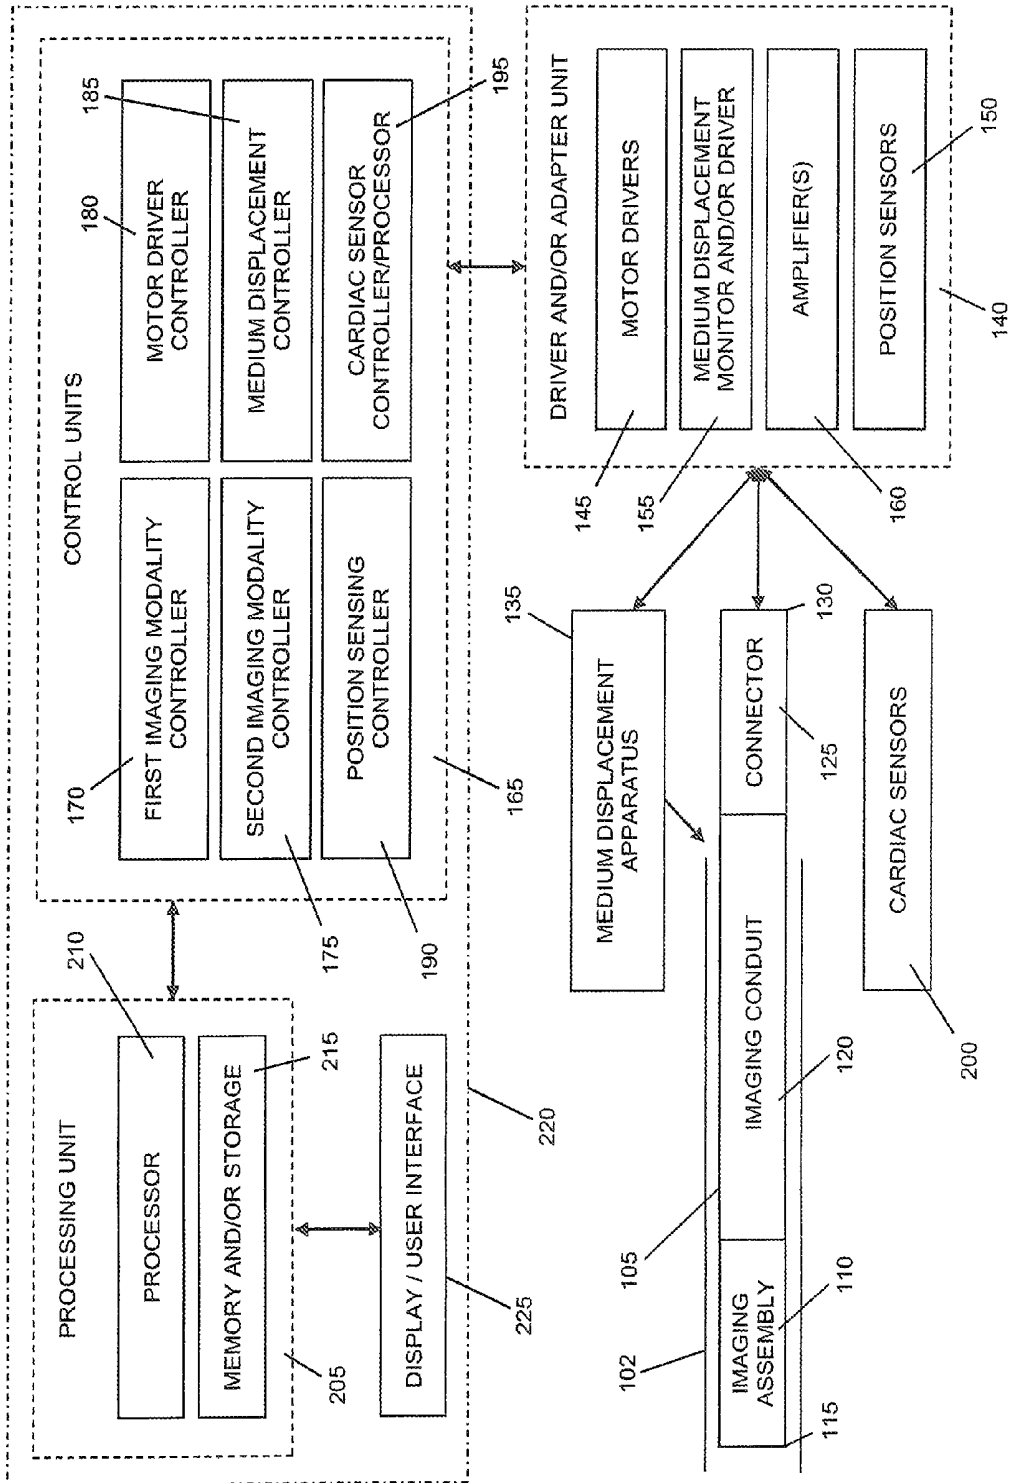 PROCESSING UNIT
PROCESSOR
210
MEMORY AND/OR STORAGE
215
205
DISPLAY / USER INTERFACE
225
220
CONTROL UNITS
170
FIRST IMAGING MODALITY
CONTROLLER
180
MOTOR DRIVER
CONTROLLER
185
SECOND IMAGING MODALITY
CONTROLLER
175
MEDIUM DISPLACEMENT
CONTROLLER
POSITION SENSING
CONTROLLER
190
165
CARDIAC SENSOR
CONTROLLER/PROCESSOR
195
102
105
IMAGING
ASSEMBLY
110
115
IMAGING CONDUIT
120
CONNECTOR
125
130
MEDIUM DISPLACEMENT
APPARATUS
135
CARDIAC SENSORS
200
DRIVER AND/OR ADAPTER UNIT
MOTOR DRIVERS
145
MEDIUM DISPLACEMENT
MONITOR AND/OR DRIVER
155
AMPLIFIER(S)
160
POSITION SENSORS
150
140